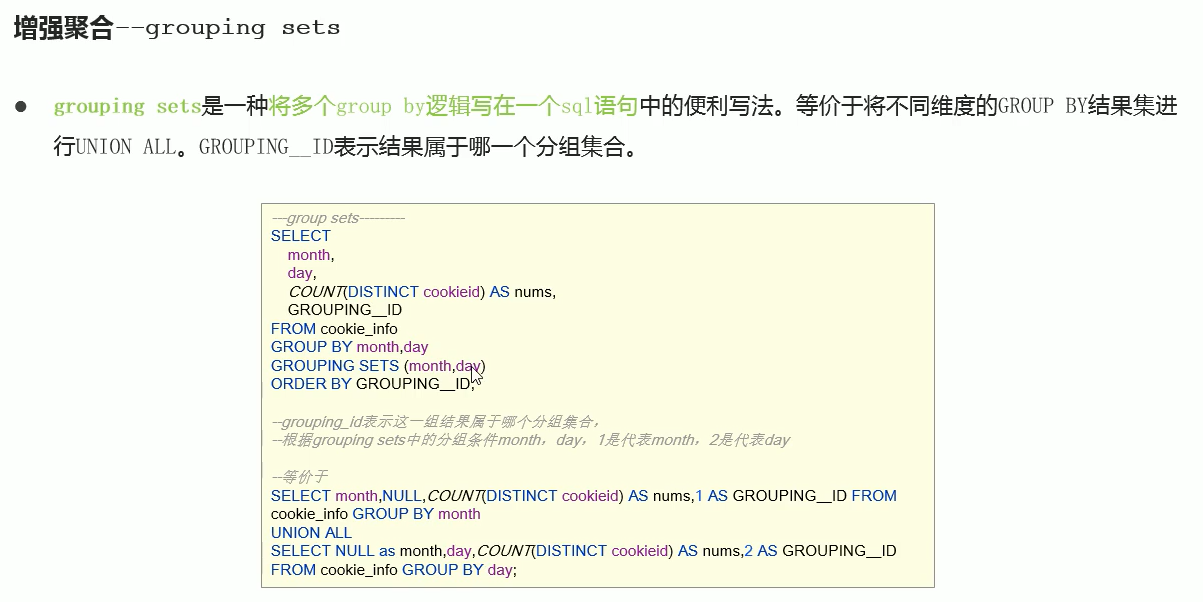 增强聚合--grouping sets
● grouping sets是一种将多个group by逻辑写在一个sql语句中的便利写法。等价于将不同维度的GROUP BY结果集进
行UNION ALL。GROUPING__ID表示结果属于哪一个分组集合。
---group sets---------
SELECT
month,
day,
COUNT(DISTINCT cookieid) AS nums,
GROUPING__ID
FROM cookie_info
GROUP BY month,day
GROUPING SETS (month,day)
ORDER BY GROUPING__ID;
--grouping_id表示这一组结果属于哪个分组集合，
--根据grouping sets中的分组条件month，day，1是代表month，2是代表day
--等价于
SELECT month,NULL,COUNT(DISTINCT cookieid) AS nums,1 AS GROUPING__ID FROM
cookie_info GROUP BY month
UNION ALL
SELECT NULL as month,day,COUNT(DISTINCT cookieid) AS nums,2 AS GROUPING__ID
FROM cookie_info GROUP BY day;